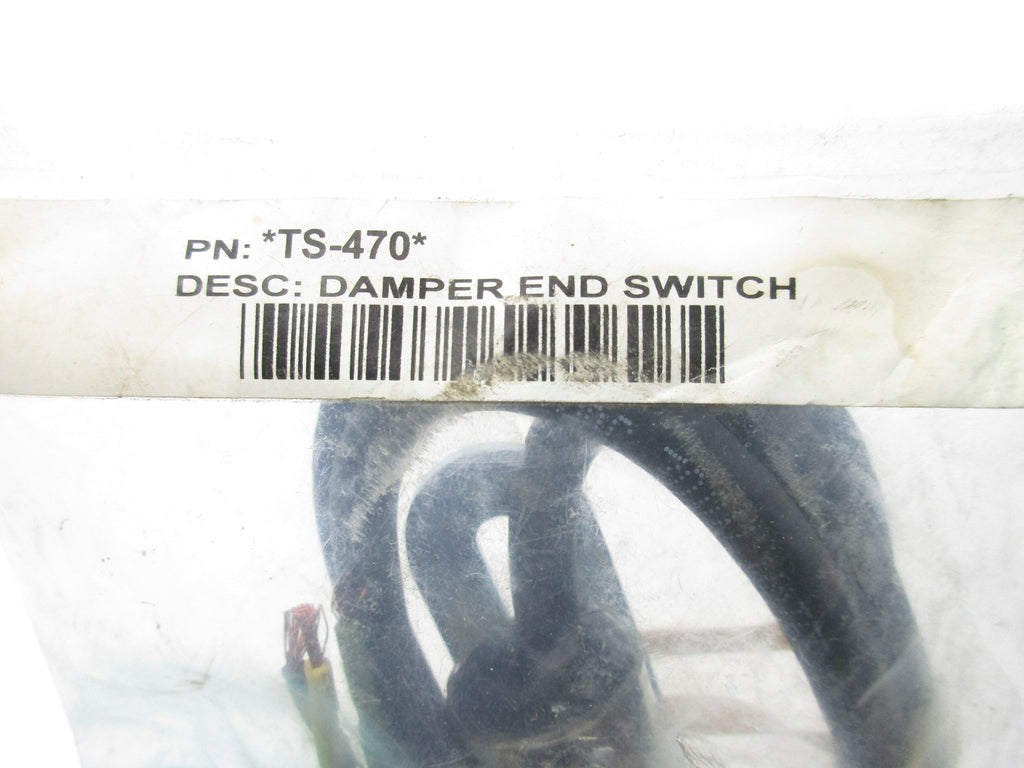 PN: *TS-470*
DESC: DAMPER END SWITCH